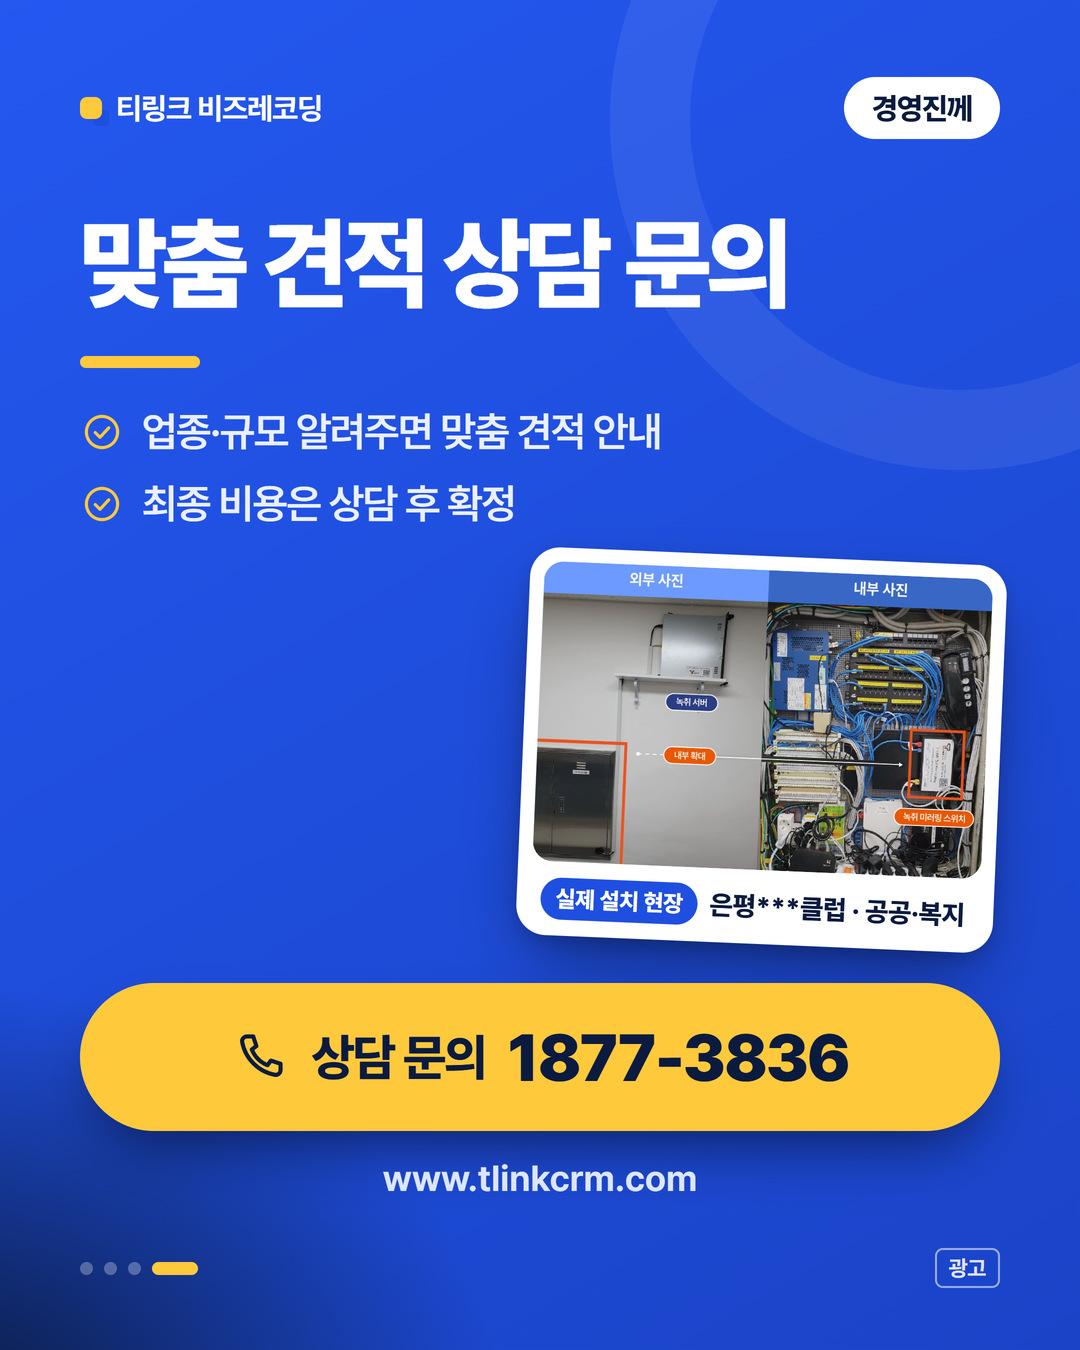 티링크 비즈레코딩
경영진께
맞춤 견적 상담 문의
업종·규모 알려주면 맞춤 견적 안내
최종 비용은 상담 후 확정
외부 사진
내부 사진
녹취 서버
내부 확대
녹취 미러링 스위치
실제 설치 현장
은평***클럽 · 공공·복지
상담 문의 1877-3836
www.tlinkcrm.com
광고